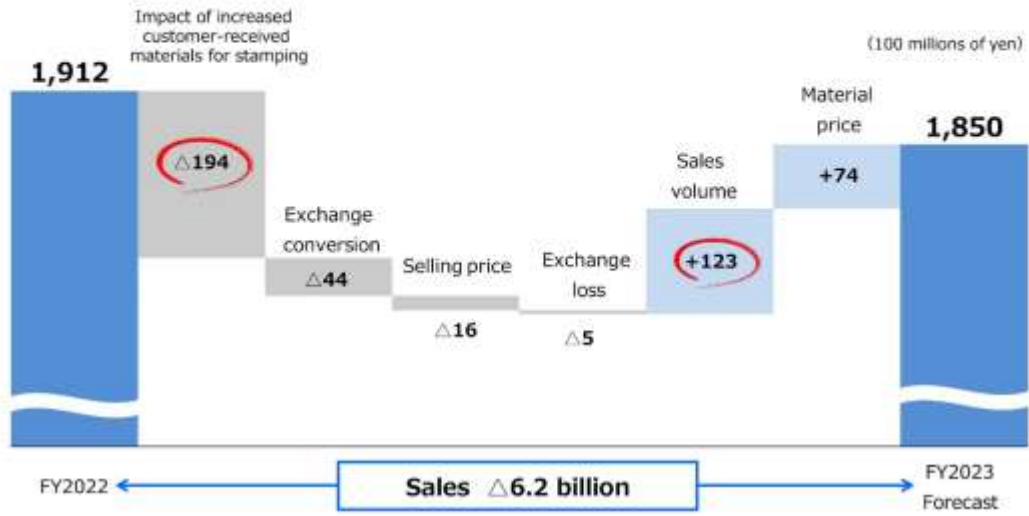 Impact of increased
customer-received
materials for stamping
(100 millions of yen)
1,912
Material
price
1,850
△194
Sales
volume
+74
Exchange
conversion
Selling price
Exchange
loss
+123
△44
△16
△5
FY2022
Sales △6.2 billion
FY2023
Forecast